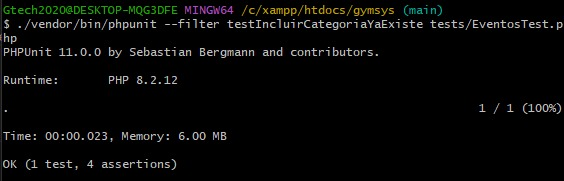 Gtech2020@DESKTOP-MQG3DFE MINGW64 /c/xampp/htdocs/gymsys (main)
$ ./vendor/bin/phpunit --filter testIncluirCategoriaYaExiste tests/EventosTest.p
hp
PHPUnit 11.0.0 by Sebastian Bergmann and contributors.
Runtime:       PHP 8.2.12
.                                                                   1 / 1 (100%)
Time: 00:00.023, Memory: 6.00 MB
OK (1 test, 4 assertions)